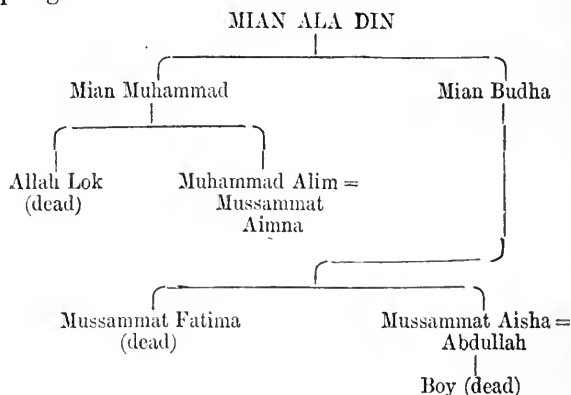 MIAN ALA DIN
Mian Muhammad Mian Budha
Allah Lok Muhammad Alim =
(dead) Mussammat
Aimna
Mussammat Fatima Mussammat Aisha =
(dead) Abdullah
Boy (dead)